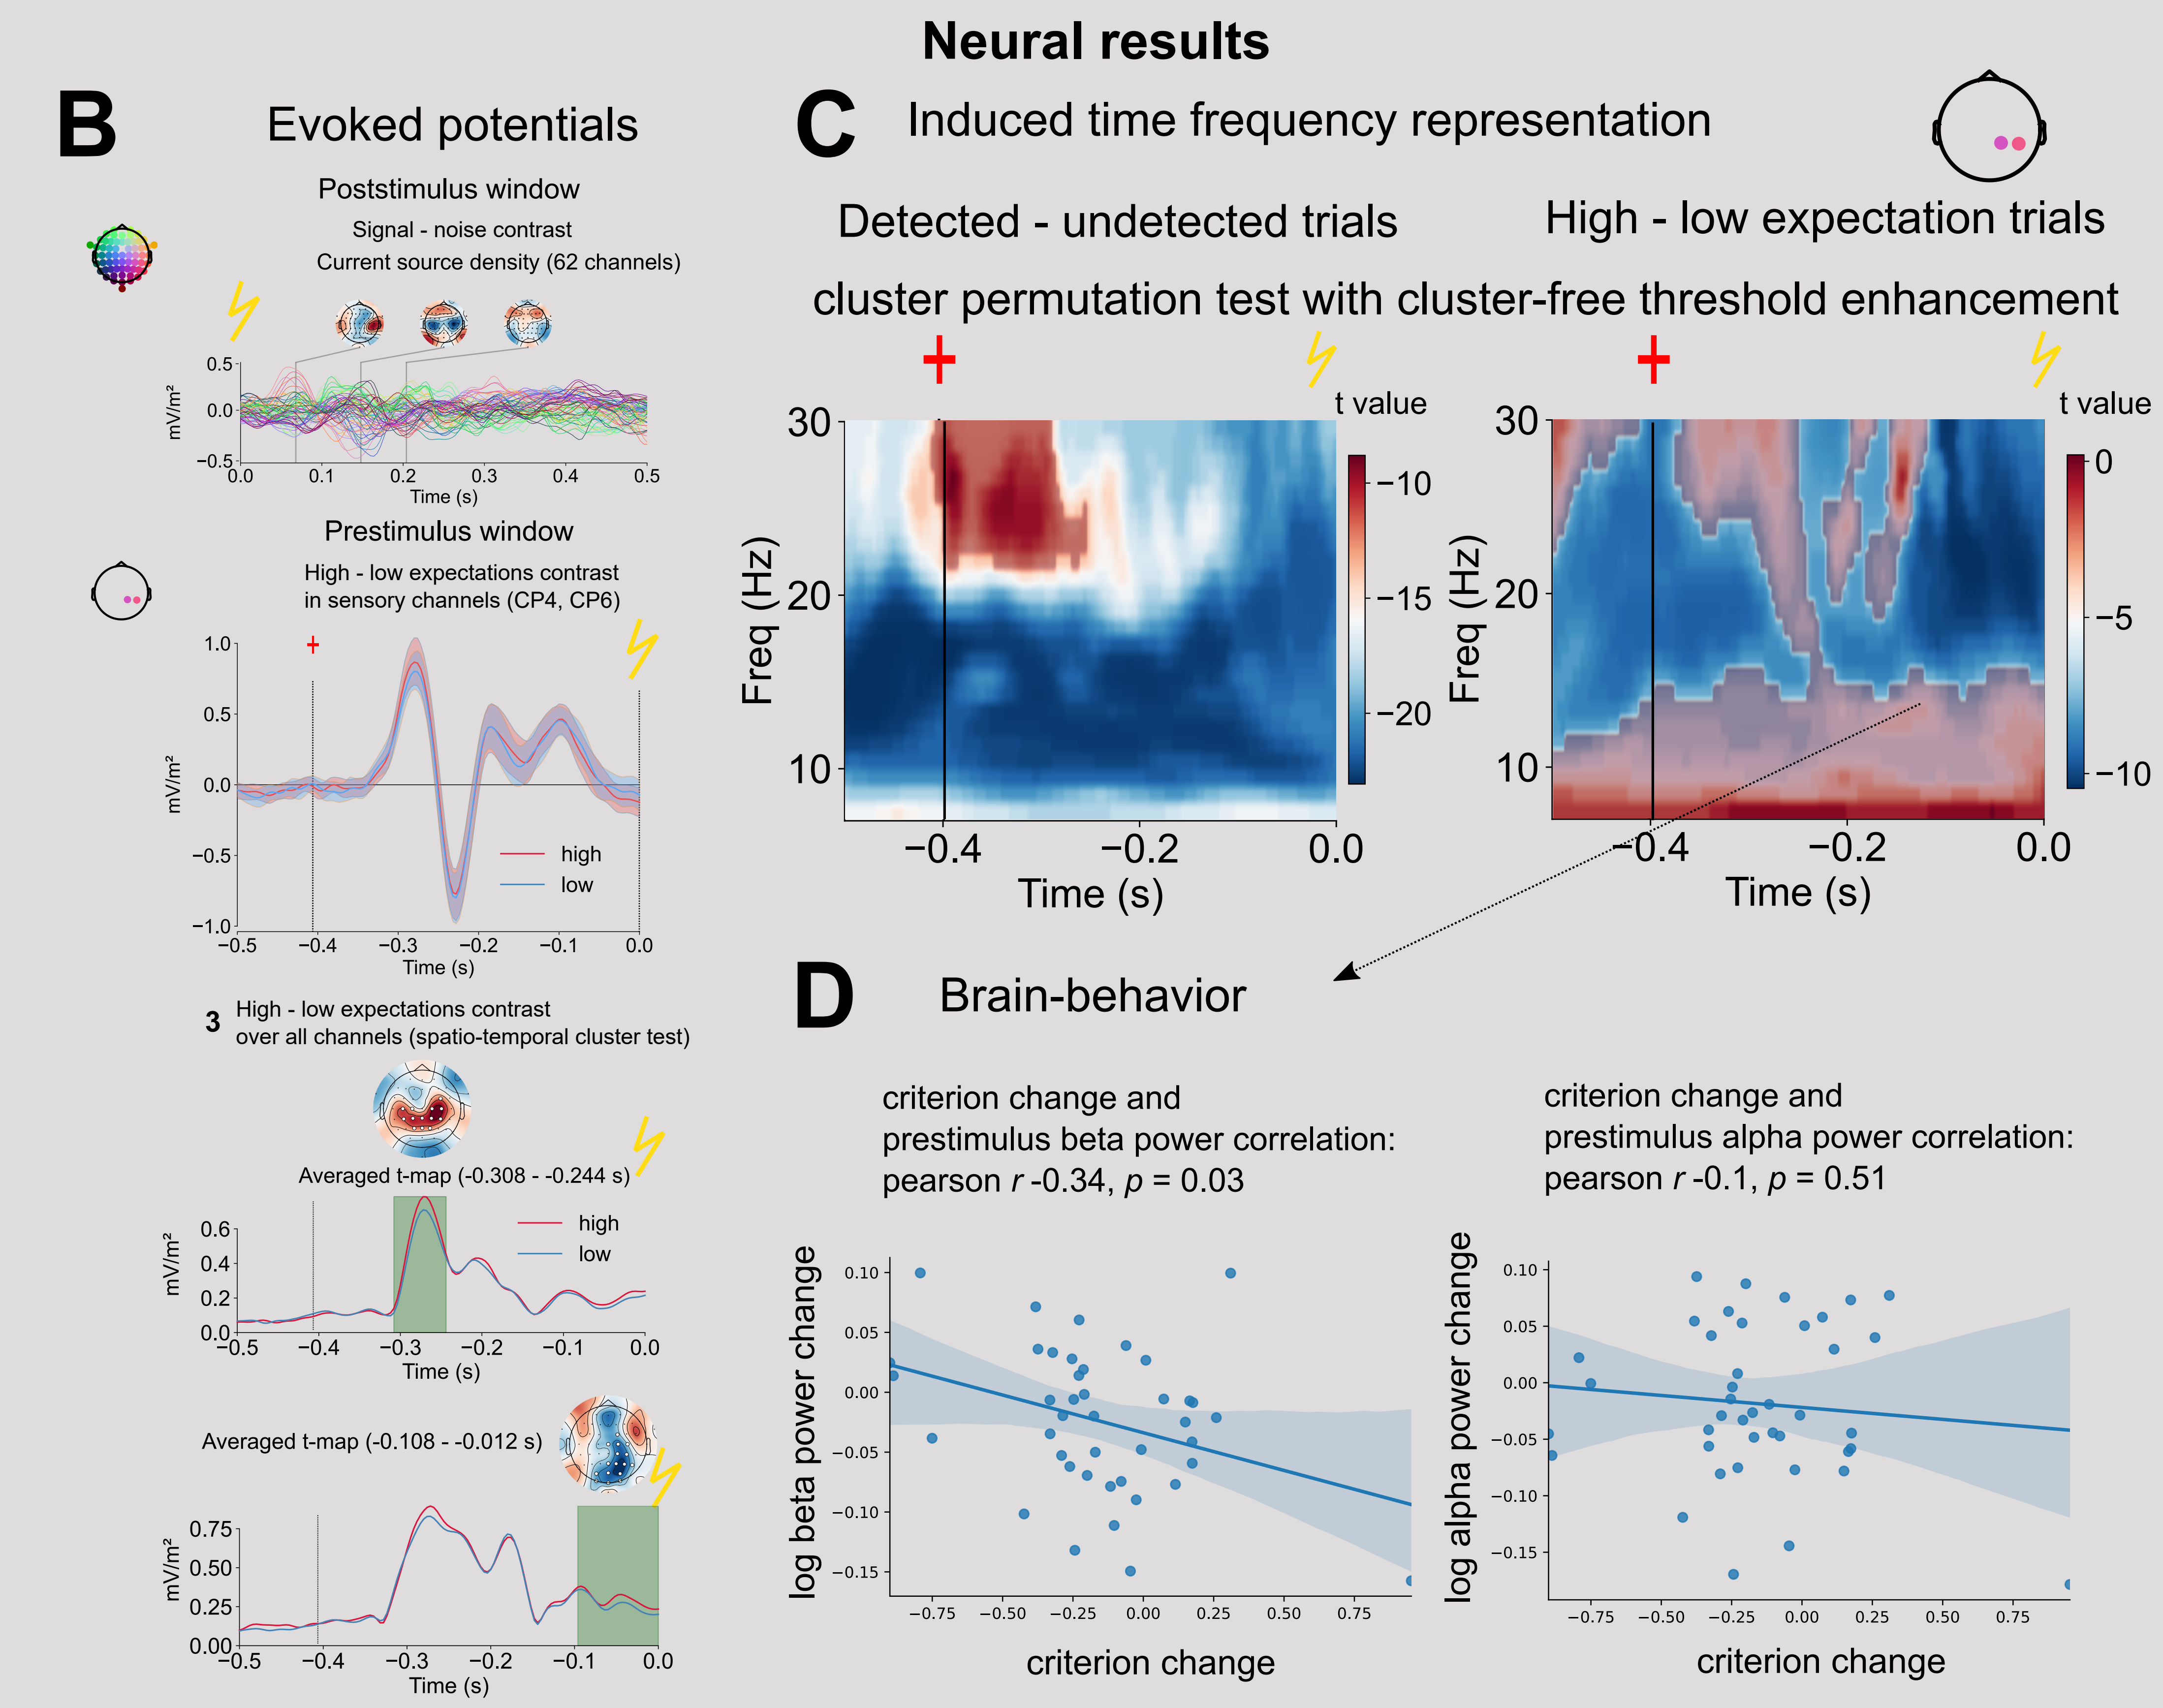 Neural results
B
Evoked potentials
Poststimulus window
Signal - noise contrast
Current source density (62 channels)
0.5
0.0
−0.5
mV/m²
0.0
0.1
0.2
0.3
0.4
0.5
Time (s)
Prestimulus window
High - low expectations contrast
in sensory channels (CP4, CP6)
1.0
0.5
0.0
−0.5
−1.0
mV/m²
high
low
−0.5
−0.4
−0.3
−0.2
−0.1
0.0
Time (s)
3
High - low expectations contrast
over all channels (spatio-temporal cluster test)
Averaged t-map (-0.308 - -0.244 s)
0.6
0.4
0.2
0.0
mV/m²
high
low
−0.5
−0.4
−0.3
−0.2
−0.1
0.0
Time (s)
Averaged t-map (-0.108 - -0.012 s)
0.75
0.50
0.25
0.00
mV/m²
−0.5
−0.4
−0.3
−0.2
−0.1
0.0
Time (s)
C
Induced time frequency representation
Detected - undetected trials
High - low expectation trials
cluster permutation test with cluster-free threshold enhancement
t value
30
20
10
Freq (Hz)
−10
−15
−20
−0.4
−0.2
0.0
Time (s)
t value
30
20
10
Freq (Hz)
0
−5
−10
−0.4
−0.2
0.0
Time (s)
D
Brain-behavior
criterion change and
prestimulus beta power correlation:
pearson r -0.34, p = 0.03
0.10
0.05
0.00
−0.05
−0.10
−0.15
log beta power change
−0.75
−0.50
−0.25
0.00
0.25
0.50
0.75
criterion change
criterion change and
prestimulus alpha power correlation:
pearson r -0.1, p = 0.51
0.10
0.05
0.00
−0.05
−0.10
−0.15
log alpha power change
−0.75
−0.50
−0.25
0.00
0.25
0.50
0.75
criterion change